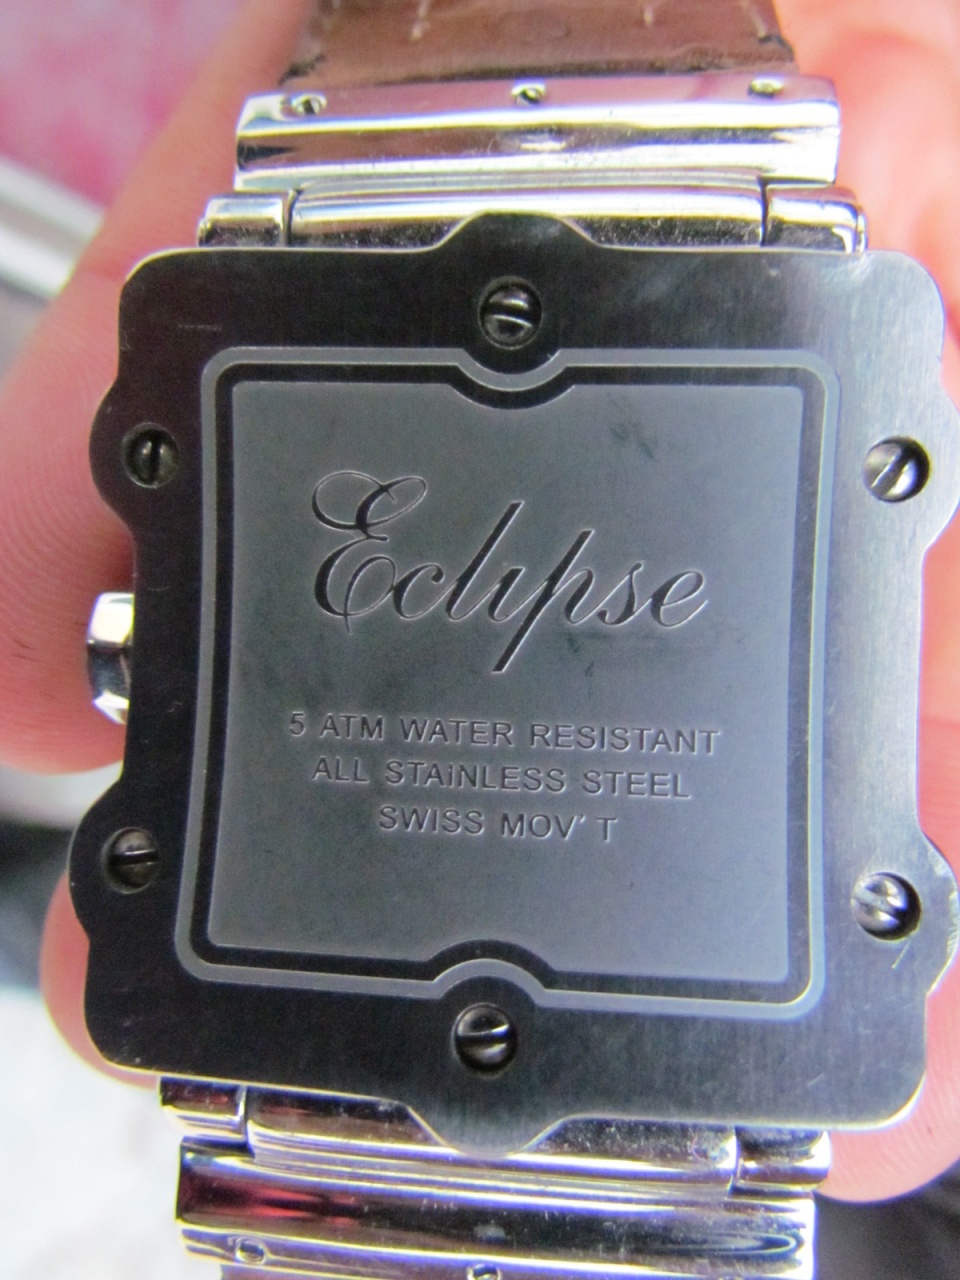 Eclipse
5 ATM WATER RESISTANT
ALL STAiNLESS STEEL
SWISS MOV' T